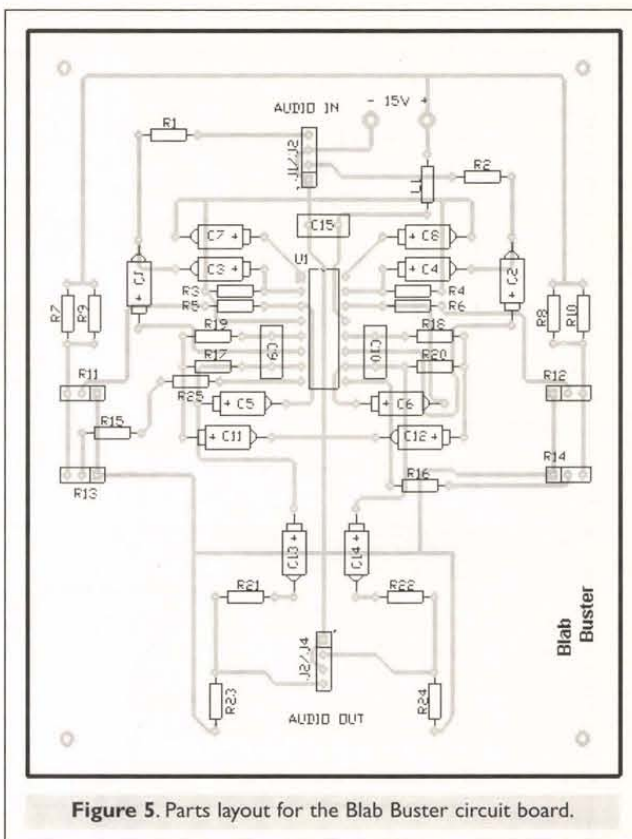 AUDIO IN
- 15V +
R1
J1/J2
R2
L1
C7 +
C15
+ C8
U1
C1
+
C3 +
+ C4
C2
+
R3
R4
R7
R9
R5
R6
R8
R10
R19
C9
C10
R18
R17
R20
R11
R25
R12
+ C5
C6 +
R15
+ C11
C12 +
R13
R14
R16
C13 +
C14 +
R21
R22
Blab
Buster
J2/J4
R23
R24
AUDIO OUT
Figure 5. Parts layout for the Blab Buster circuit board.